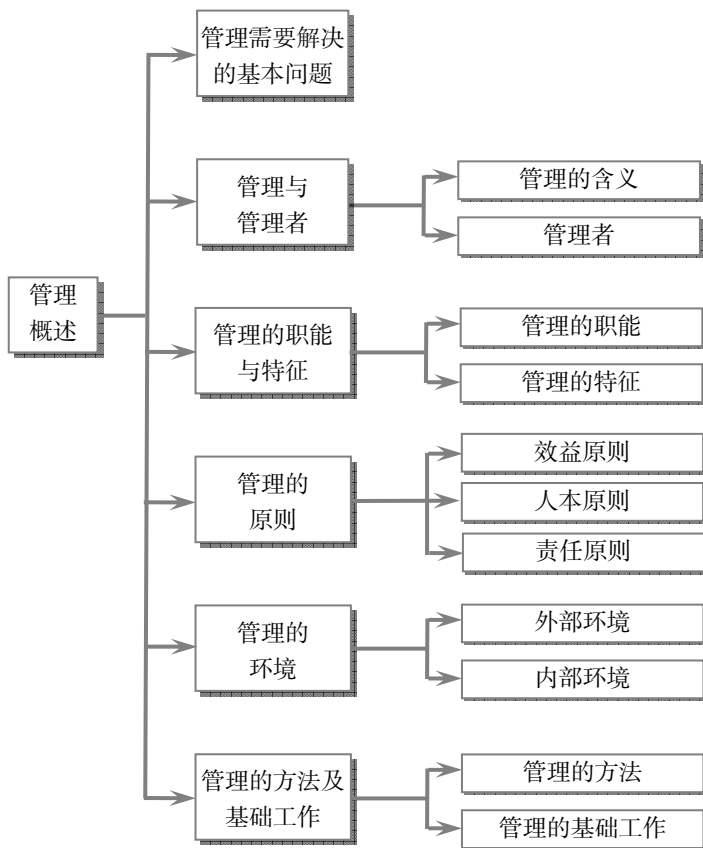 管理
概述
管理需要解决
的基本问题
管理与
管理者
管理的含义
管理者
管理的职能
与特征
管理的职能
管理的特征
管理的
原则
效益原则
人本原则
责任原则
管理的
环境
外部环境
内部环境
管理的方法及
基础工作
管理的方法
管理的基础工作